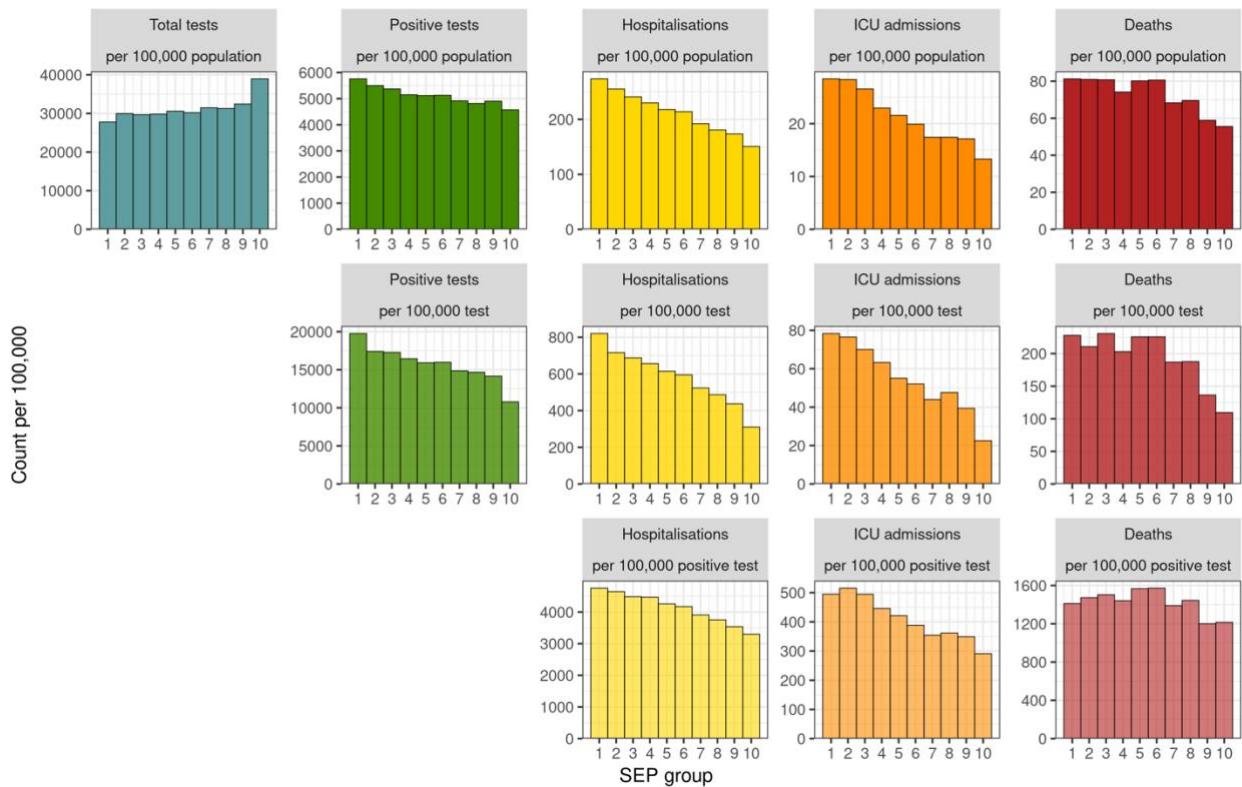 Total tests
per 100,000 population
Positive tests
per 100,000 population
Hospitalisations
per 100,000 population
ICU admissions
per 100,000 population
Deaths
per 100,000 population
40000
30000
20000
10000
0
1 2 3 4 5 6 7 8 9 10
6000
5000
4000
3000
2000
1000
0
1 2 3 4 5 6 7 8 9 10
200
100
0
1 2 3 4 5 6 7 8 9 10
20
10
0
1 2 3 4 5 6 7 8 9 10
80
60
40
20
0
1 2 3 4 5 6 7 8 9 10
Positive tests
per 100,000 test
Hospitalisations
per 100,000 test
ICU admissions
per 100,000 test
Deaths
per 100,000 test
20000
15000
10000
5000
0
1 2 3 4 5 6 7 8 9 10
800
600
400
200
0
1 2 3 4 5 6 7 8 9 10
80
60
40
20
0
1 2 3 4 5 6 7 8 9 10
200
150
100
50
0
1 2 3 4 5 6 7 8 9 10
Count per 100,000
Hospitalisations
per 100,000 positive test
ICU admissions
per 100,000 positive test
Deaths
per 100,000 positive test
4000
3000
2000
1000
0
1 2 3 4 5 6 7 8 9 10
500
400
300
200
100
0
1 2 3 4 5 6 7 8 9 10
1600
1200
800
400
0
1 2 3 4 5 6 7 8 9 10
SEP group